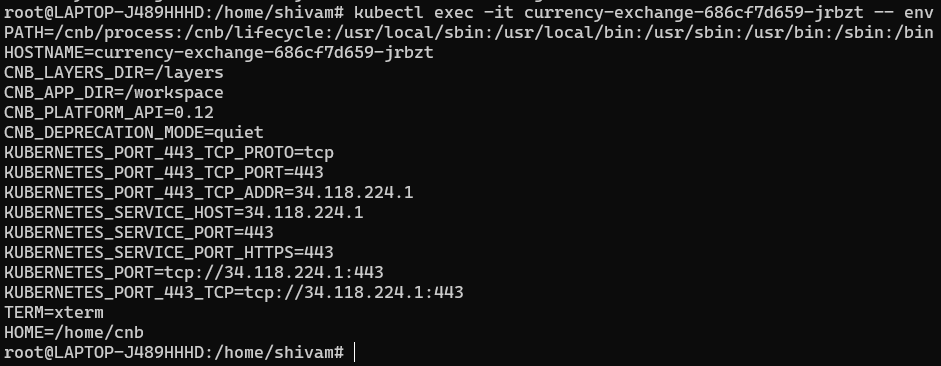 root@LAPTOP-J489HHHD:/home/shivam# kubectl exec -it currency-exchange-686cf7d659-jrbzt -- env
PATH=/cnb/process:/cnb/lifecycle:/usr/local/sbin:/usr/local/bin:/usr/sbin:/usr/bin:/sbin:/bin
HOSTNAME=currency-exchange-686cf7d659-jrbzt
CNB_LAYERS_DIR=/layers
CNB_APP_DIR=/workspace
CNB_PLATFORM_API=0.12
CNB_DEPRECATION_MODE=quiet
KUBERNETES_PORT_443_TCP_PROTO=tcp
KUBERNETES_PORT_443_TCP_PORT=443
KUBERNETES_PORT_443_TCP_ADDR=34.118.224.1
KUBERNETES_SERVICE_HOST=34.118.224.1
KUBERNETES_SERVICE_PORT=443
KUBERNETES_SERVICE_PORT_HTTPS=443
KUBERNETES_PORT=tcp://34.118.224.1:443
KUBERNETES_PORT_443_TCP=tcp://34.118.224.1:443
TERM=xterm
HOME=/home/cnb
root@LAPTOP-J489HHHD:/home/shivam#